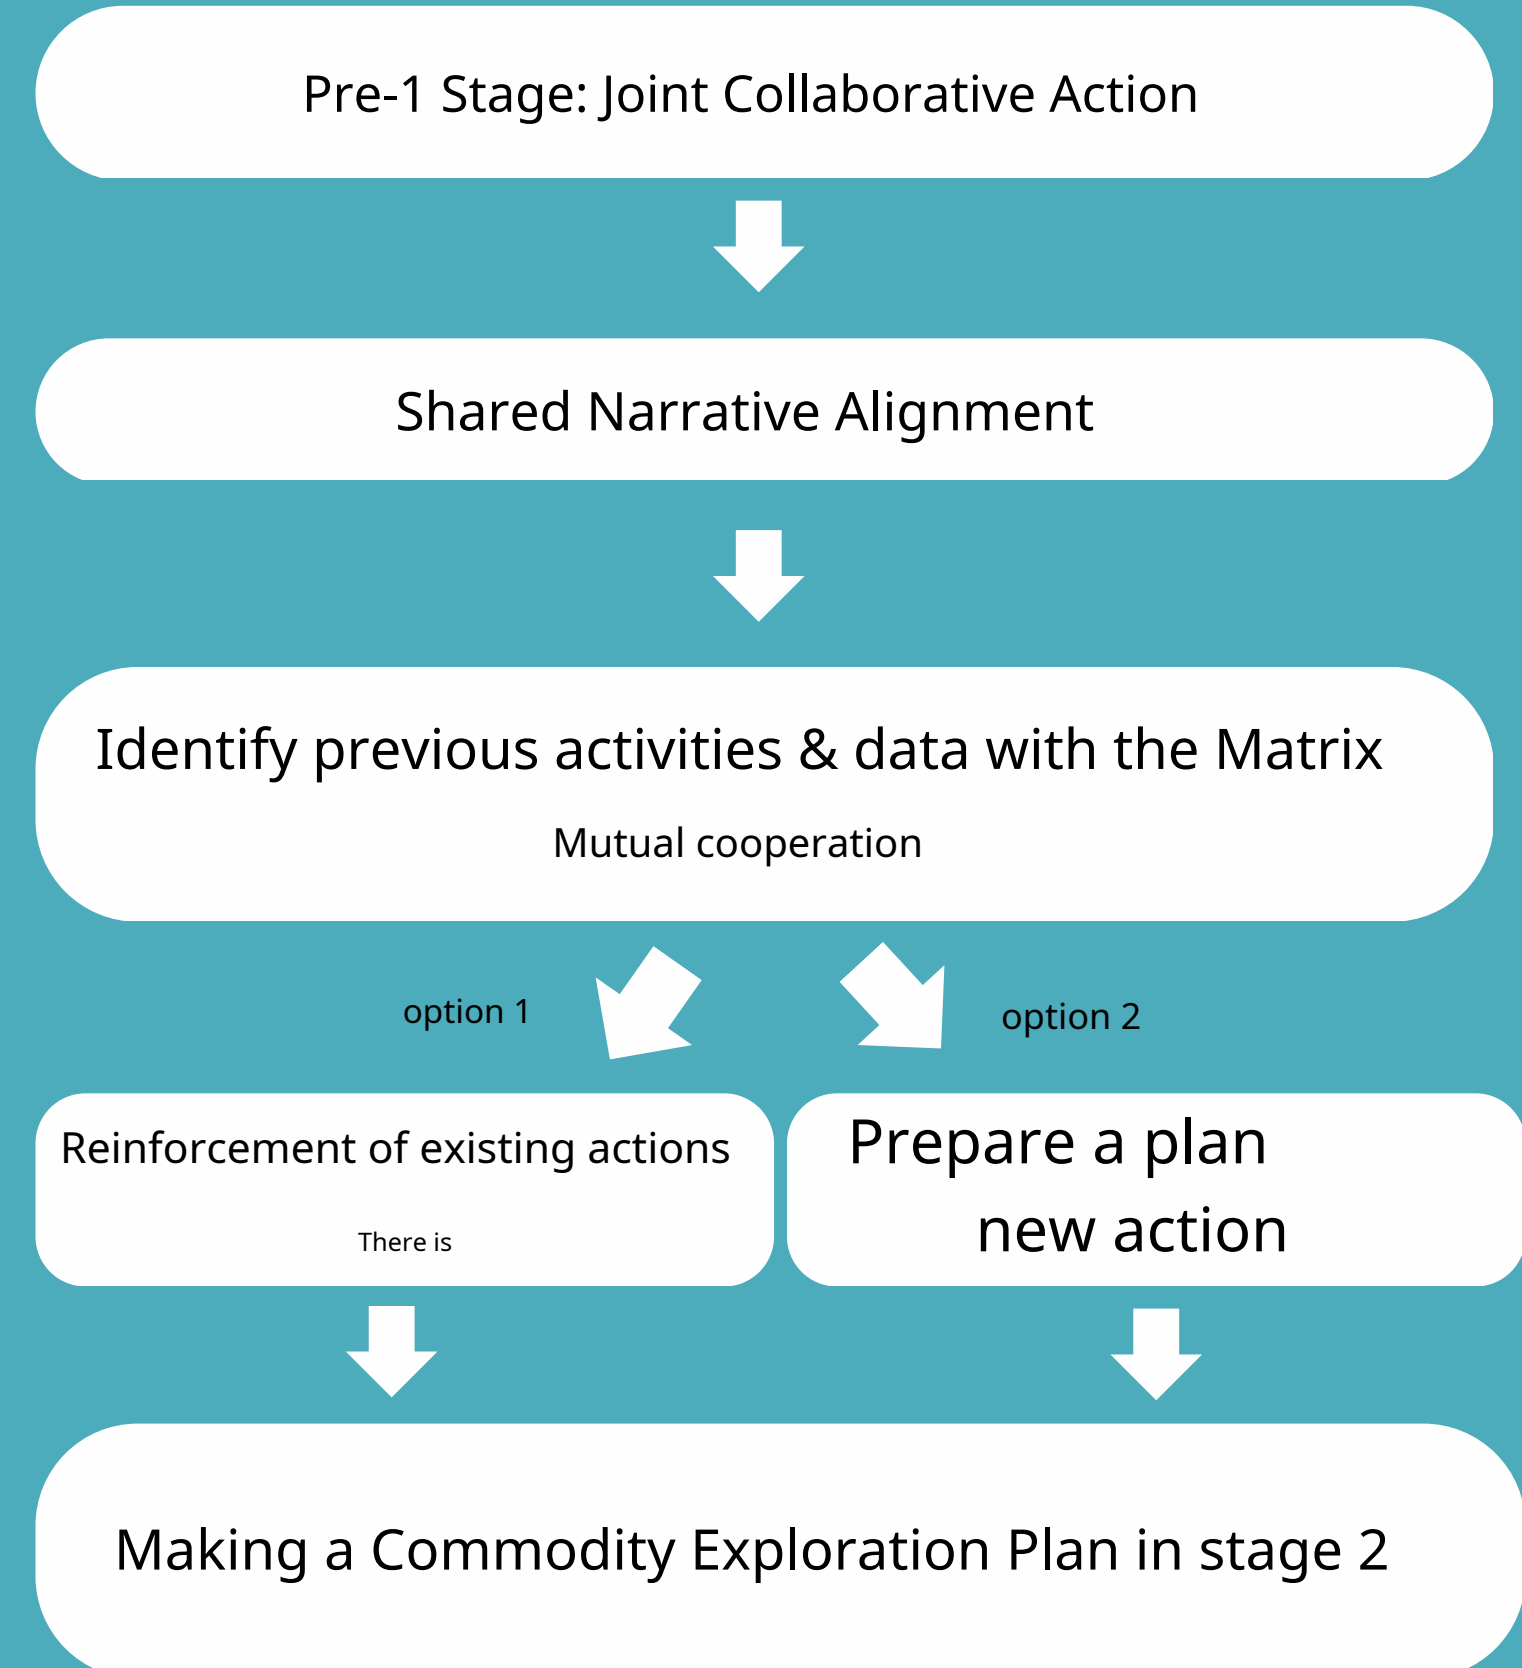 Pre-1 Stage: Joint Collaborative Action
Shared Narrative Alignment
Identify previous activities & data with the Matrix
Mutual cooperation
option 1
option 2
Reinforcement of existing actions
There is
Prepare a plan
new action
Making a Commodity Exploration Plan in stage 2